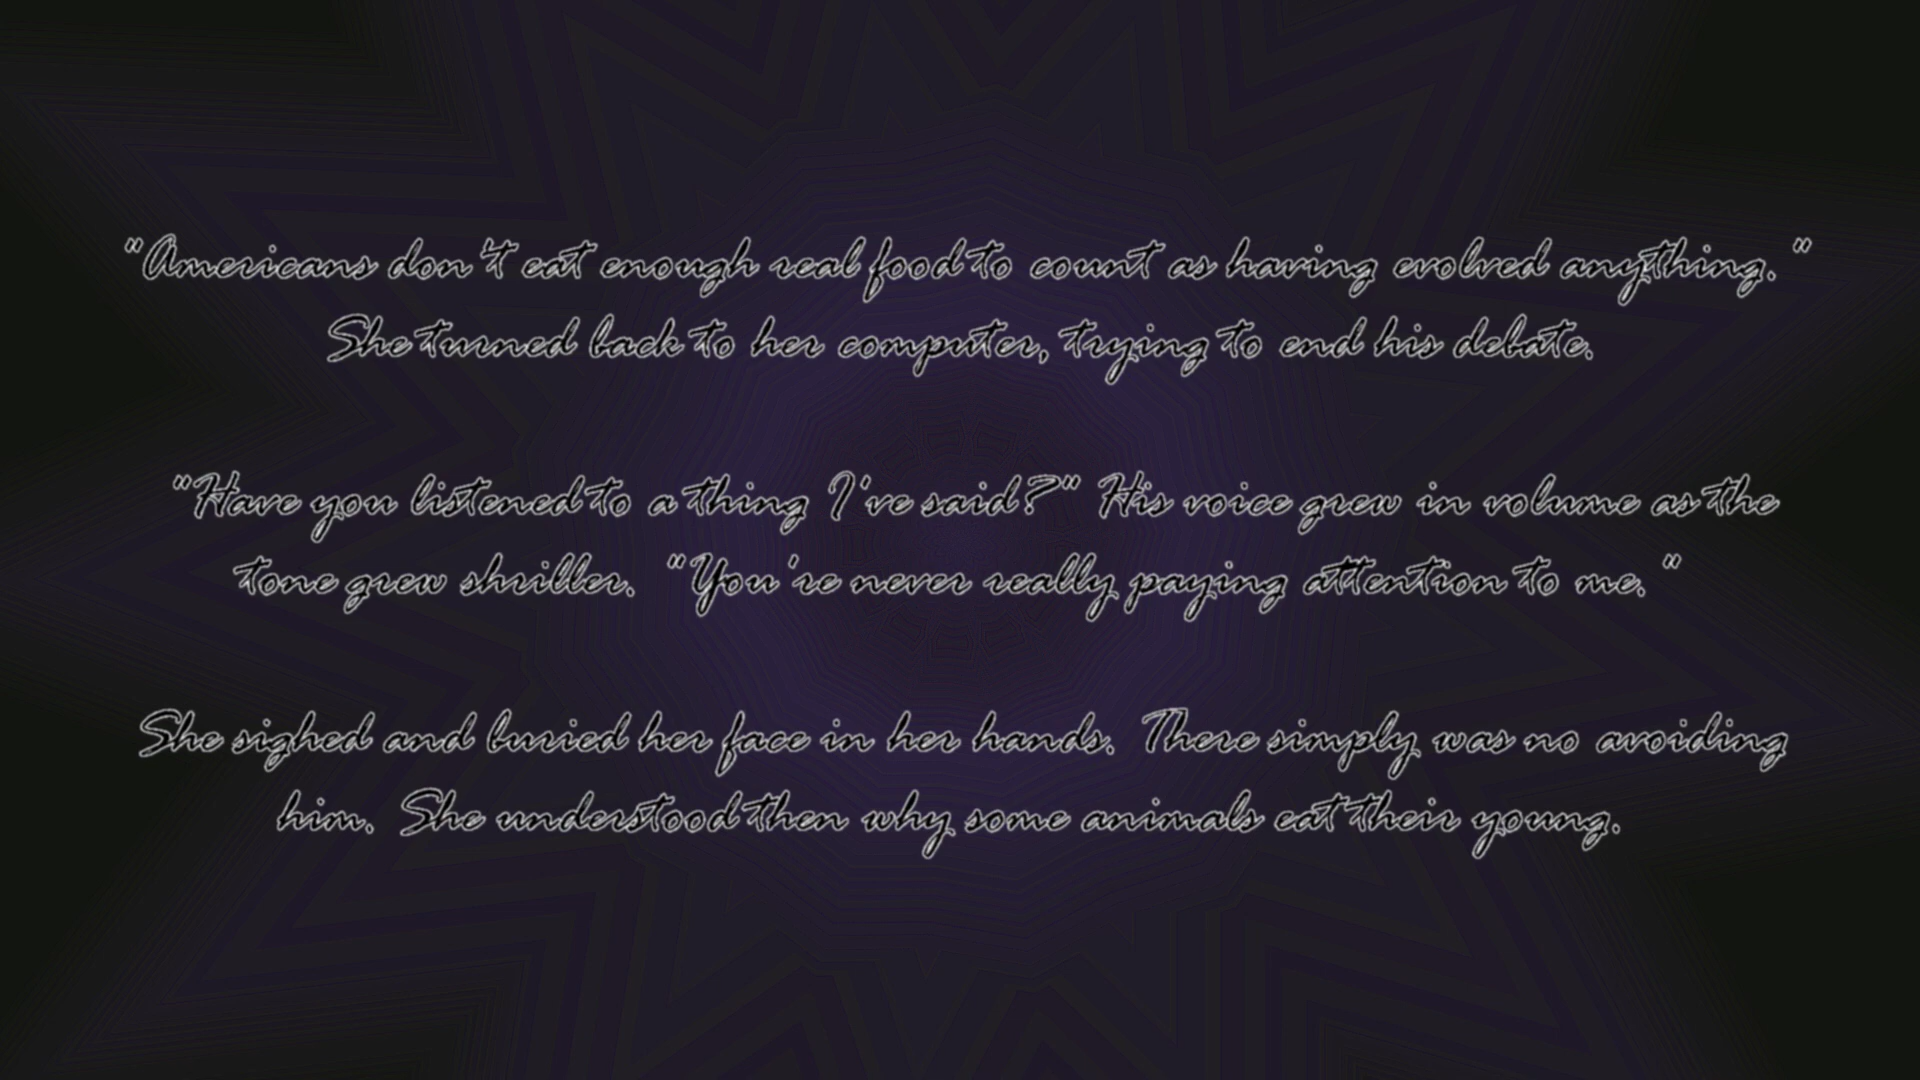 "Americans don't eat enough real food to count as having evolved anything."
She turned back to her computer, trying to end his debate.
"Have you listened to a thing I've said?" His voice grew in volume as the
tone grew shriller. "You're never really paying attention to me."
She sighed and buried her face in her hands. There simply was no avoiding
him. She understood then why some animals eat their young.